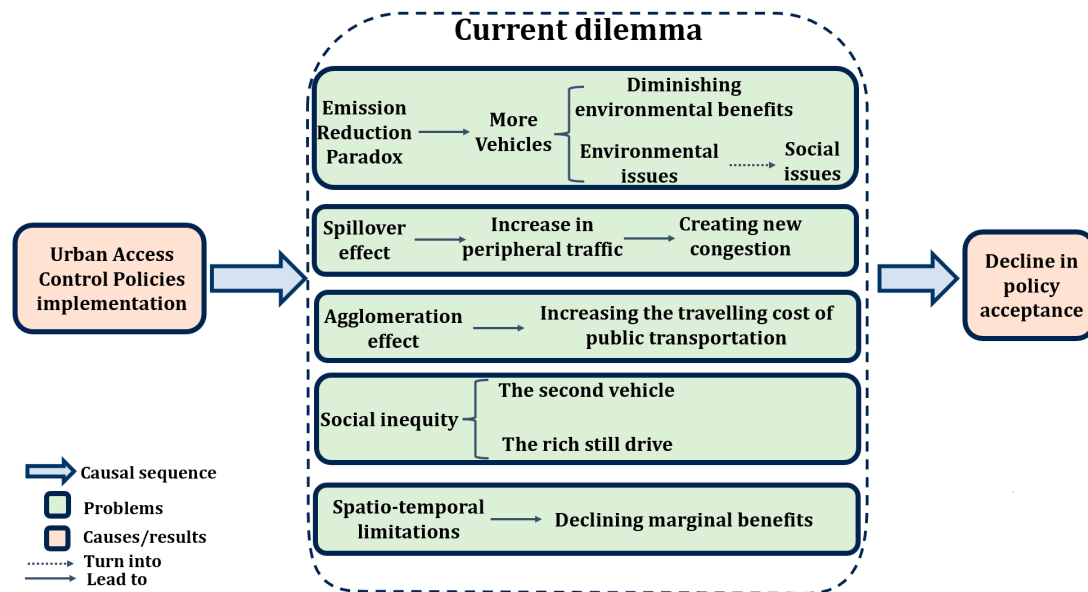 Current dilemma
Emission
Reduction
Paradox
More
Vehicles
Diminishing
environmental benefits
Environmental
issues
Social
issues
Spillover
effect
Increase in
peripheral traffic
Creating new
congestion
Urban Access
Control Policies
implementation
Decline in
policy
acceptance
Agglomeration
effect
Increasing the travelling cost of
public transportation
Social inequity
The second vehicle
The rich still drive
Spatio-temporal
limitations
Declining marginal benefits
Causal sequence
Problems
Causes/results
Turn into
Lead to